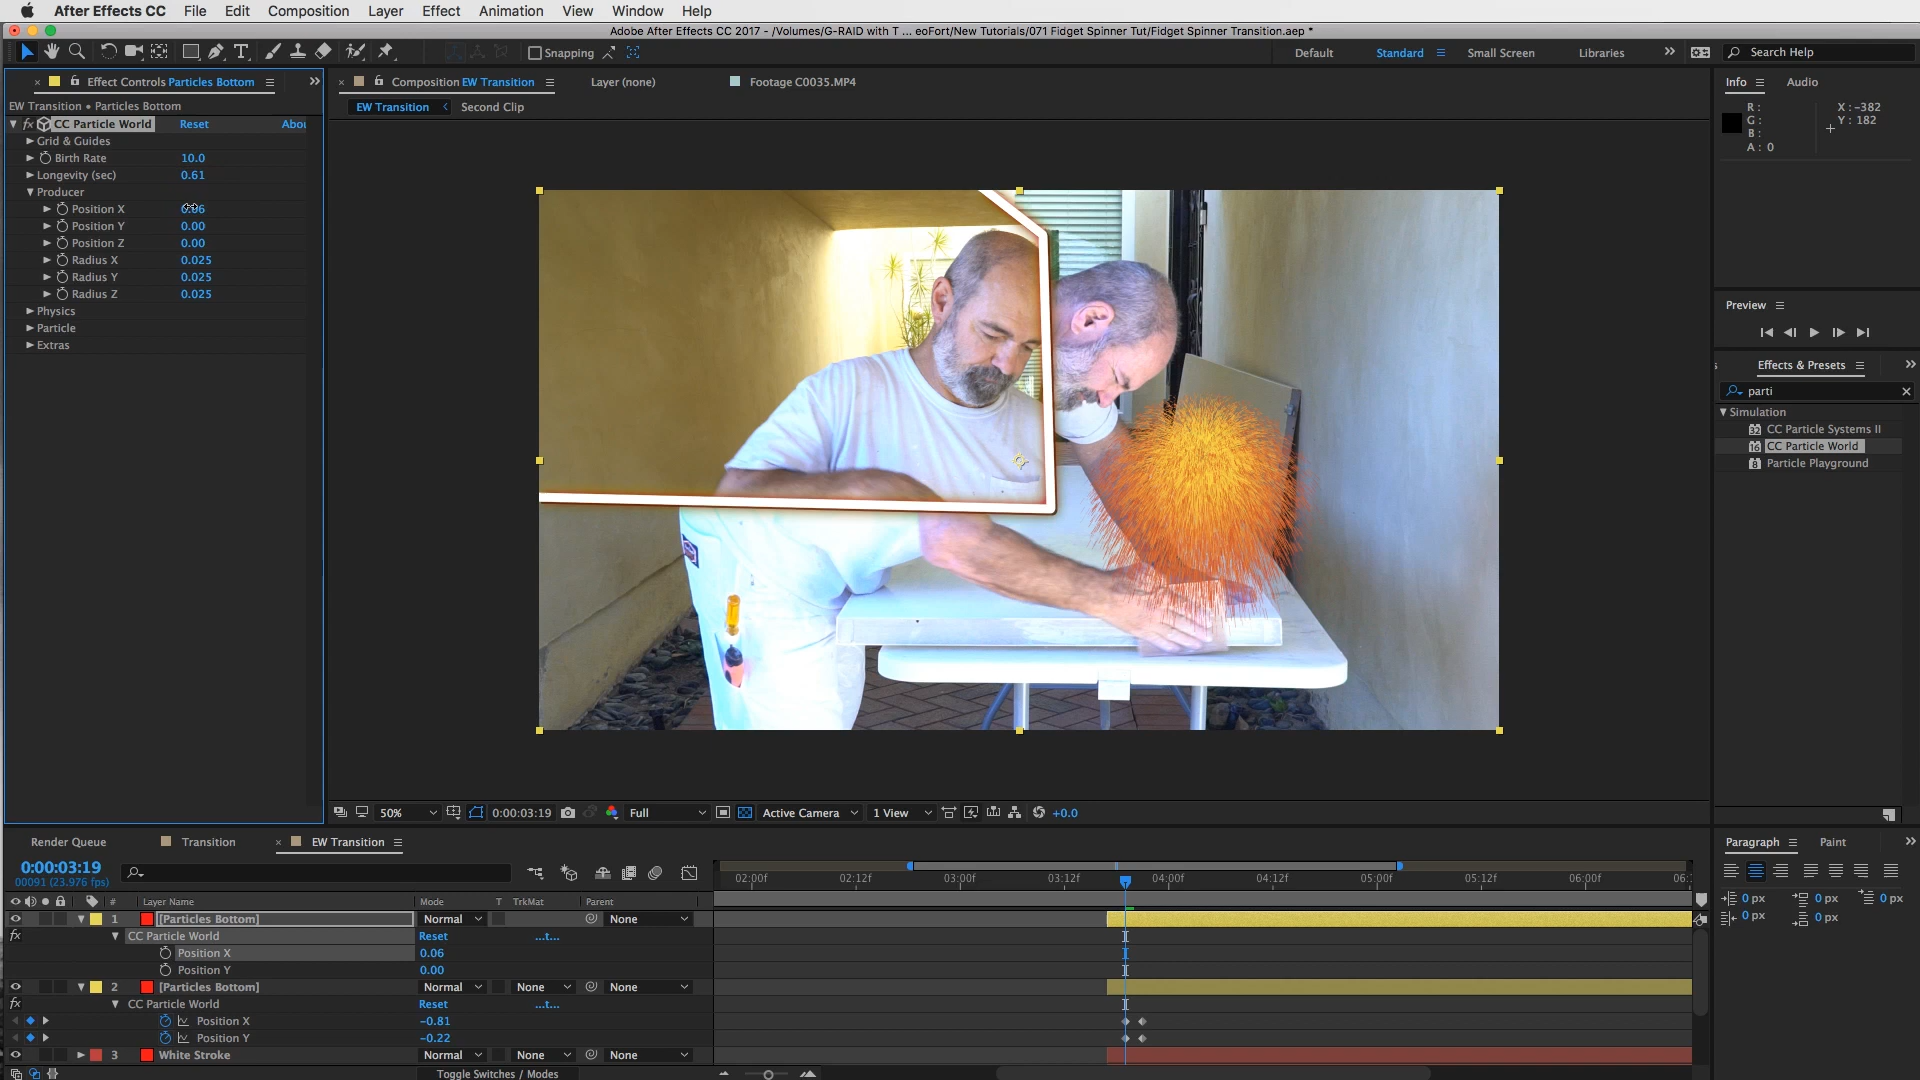 After Effects CC File Edit Composition Layer Effect Animation View Window Help
Adobe After Effects CC 2017 - /Volumes/G-RAID with T ... eoFort/New Tutorials/071 Fidget Spinner Tut/Fidget Spinner Transition.aep *
Snapping Default Standard Small Screen Libraries Search Help
Effect Controls Particles Bottom
EW Transition • Particles Bottom
fx CC Particle World Reset
Grid & Guides
Birth Rate 10.0
Longevity (sec) 0.61
Producer
Position X 0.06
Position Y 0.00
Position Z 0.00
Radius X 0.025
Radius Y 0.025
Radius Z 0.025
Physics
Particle
Extras
Composition EW Transition Layer (none) Footage C0035.MP4
EW Transition Second Clip
50% 0:00:03:19 Full Active Camera 1 View +0.0
Info Audio
R: X: -382
G: Y: 182
B:
A: 0
Preview
Effects & Presets
parti
Simulation
CC Particle Systems II
CC Particle World
Particle Playground
Render Queue Transition EW Transition
0:00:03:19
00091 (23.976 fps)
02:00f 02:12f 03:00f 03:12f 04:00f 04:12f 05:00f 05:12f 06:00f
# Layer Name Mode T TrkMat Parent
1 [Particles Bottom] Normal None
fx CC Particle World Reset ...t...
Position X 0.06
Position Y 0.00
2 [Particles Bottom] Normal None None
fx CC Particle World Reset ...t...
Position X -0.81
Position Y -0.22
3 White Stroke Normal None None
Toggle Switches / Modes
Paragraph Paint
0 px 0 px 0 px
0 px 0 px